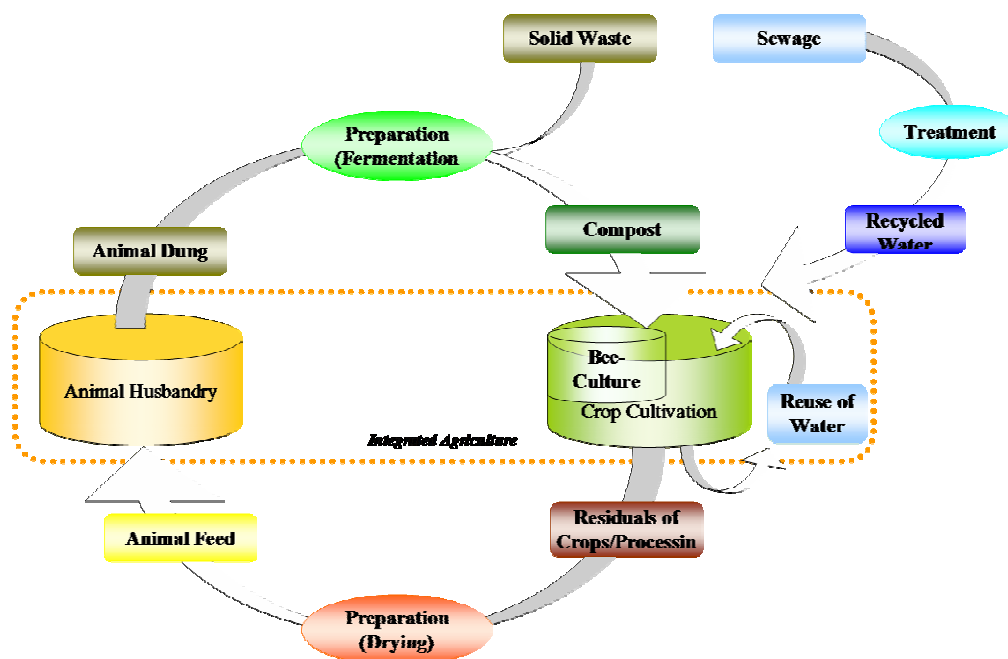 Solid Waste
Sewage
Preparation
(Fermentation
Treatment
Compost
Recycled
Water
Animal Dung
Bee-
Culture
Animal Husbandry
Crop Cultivation
Reuse of
Water
Integrated Agriculture
Residuals of
Crops/Processin
Animal Feed
Preparation
(Drying)